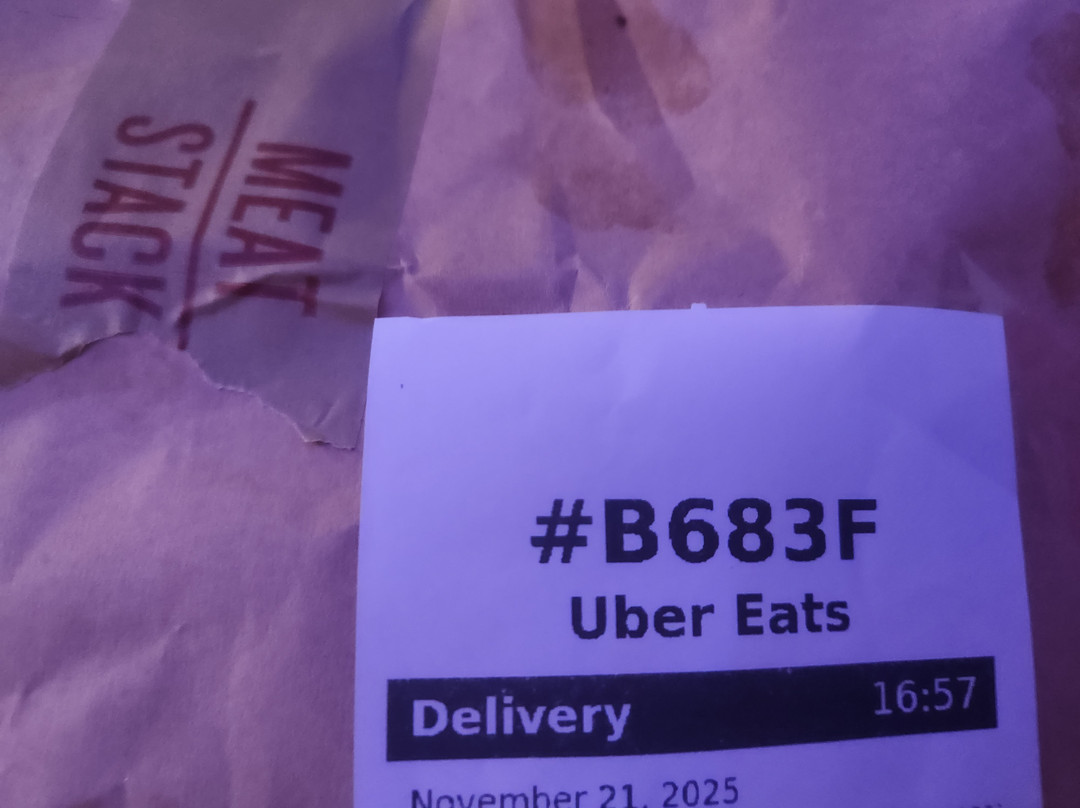 MEAT
STACK
#B683F
Uber Eats
Delivery 16:57
November 21, 2025